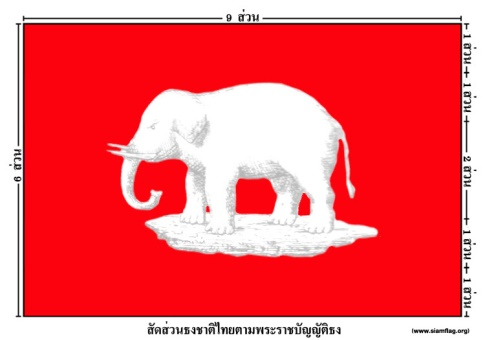 9 ส่วน
6 ส่วน
1 ส่วน
1 ส่วน
2 ส่วน
1 ส่วน
1 ส่วน
สัดส่วนธงชาติไทยตามพระราชบัญญัติธง
(www.siamflag.org)